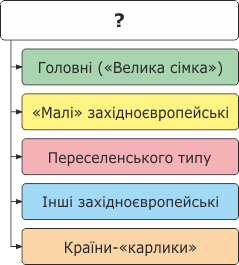 ?
Головні («Велика сімка»)
«Малі» західноєвропейські
Переселенського типу
Інші західноєвропейські
Країни-«карлики»